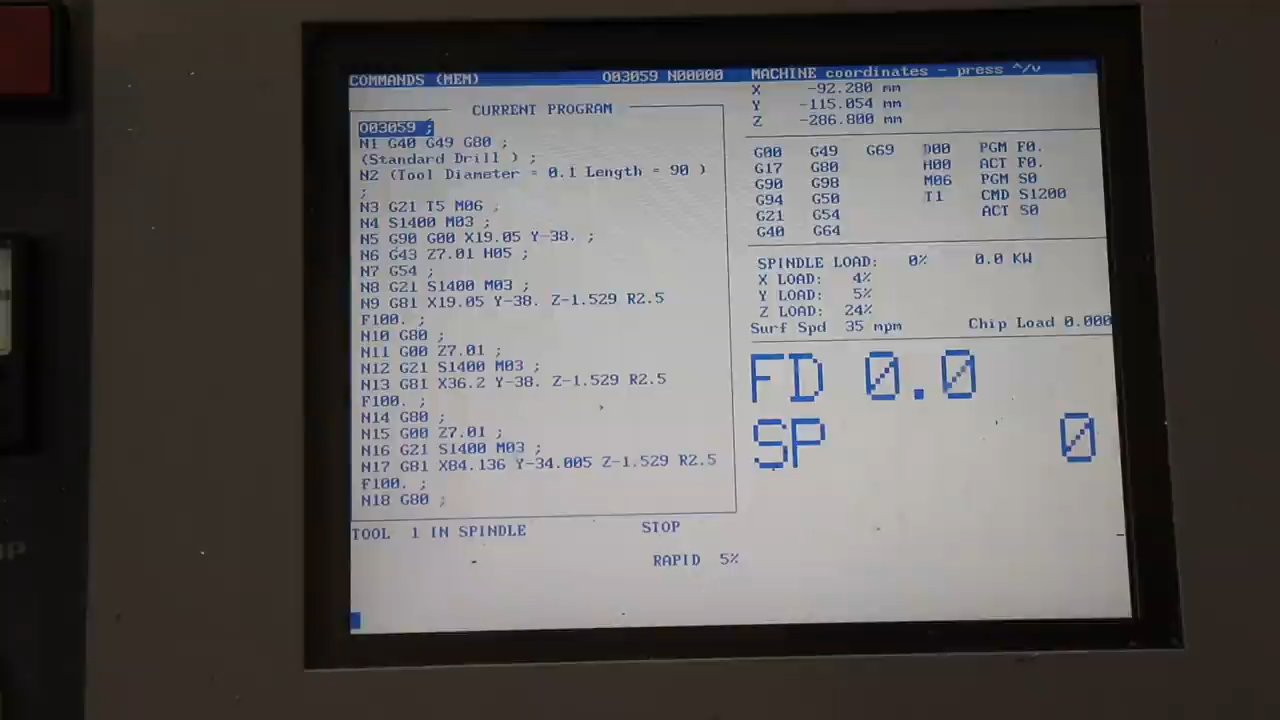 COMMANDS (MEM) O03059 N00000
CURRENT PROGRAM
O03059 ;
N1 G40 G49 G80 ;
(Standard Drill ) ;
N2 (Tool Diameter = 0.1 Length = 90 )
;
N3 G21 T5 M06 ;
N4 S1400 M03 ;
N5 G90 G00 X19.05 Y-38. ;
N6 G43 Z7.01 H05 ;
N7 G54 ;
N8 G21 S1400 M03 ;
N9 G81 X19.05 Y-38. Z-1.529 R2.5
F100. ;
N10 G80 ;
N11 G00 Z7.01 ;
N12 G21 S1400 M03 ;
N13 G81 X36.2 Y-38. Z-1.529 R2.5
F100. ;
N14 G80 ;
N15 G00 Z7.01 ;
N16 G21 S1400 M03 ;
N17 G81 X84.136 Y-34.005 Z-1.529 R2.5
F100. ;
N18 G80 ;
TOOL 1 IN SPINDLE STOP
RAPID 5%
MACHINE coordinates - press ^/v
X -92.280 mm
Y -115.054 mm
Z -286.800 mm
G00 G49 G69 D00 PGM F0.
G17 G80 H00 ACT F0.
G90 G98 M06 PGM S0
G94 G50 T1 CMD S1200
G21 G54 ACT S0
G40 G64
SPINDLE LOAD: 0% 0.0 KW
X LOAD: 4%
Y LOAD: 5%
Z LOAD: 24%
Surf Spd 35 mpm Chip Load 0.000
FD 0.0
SP 0